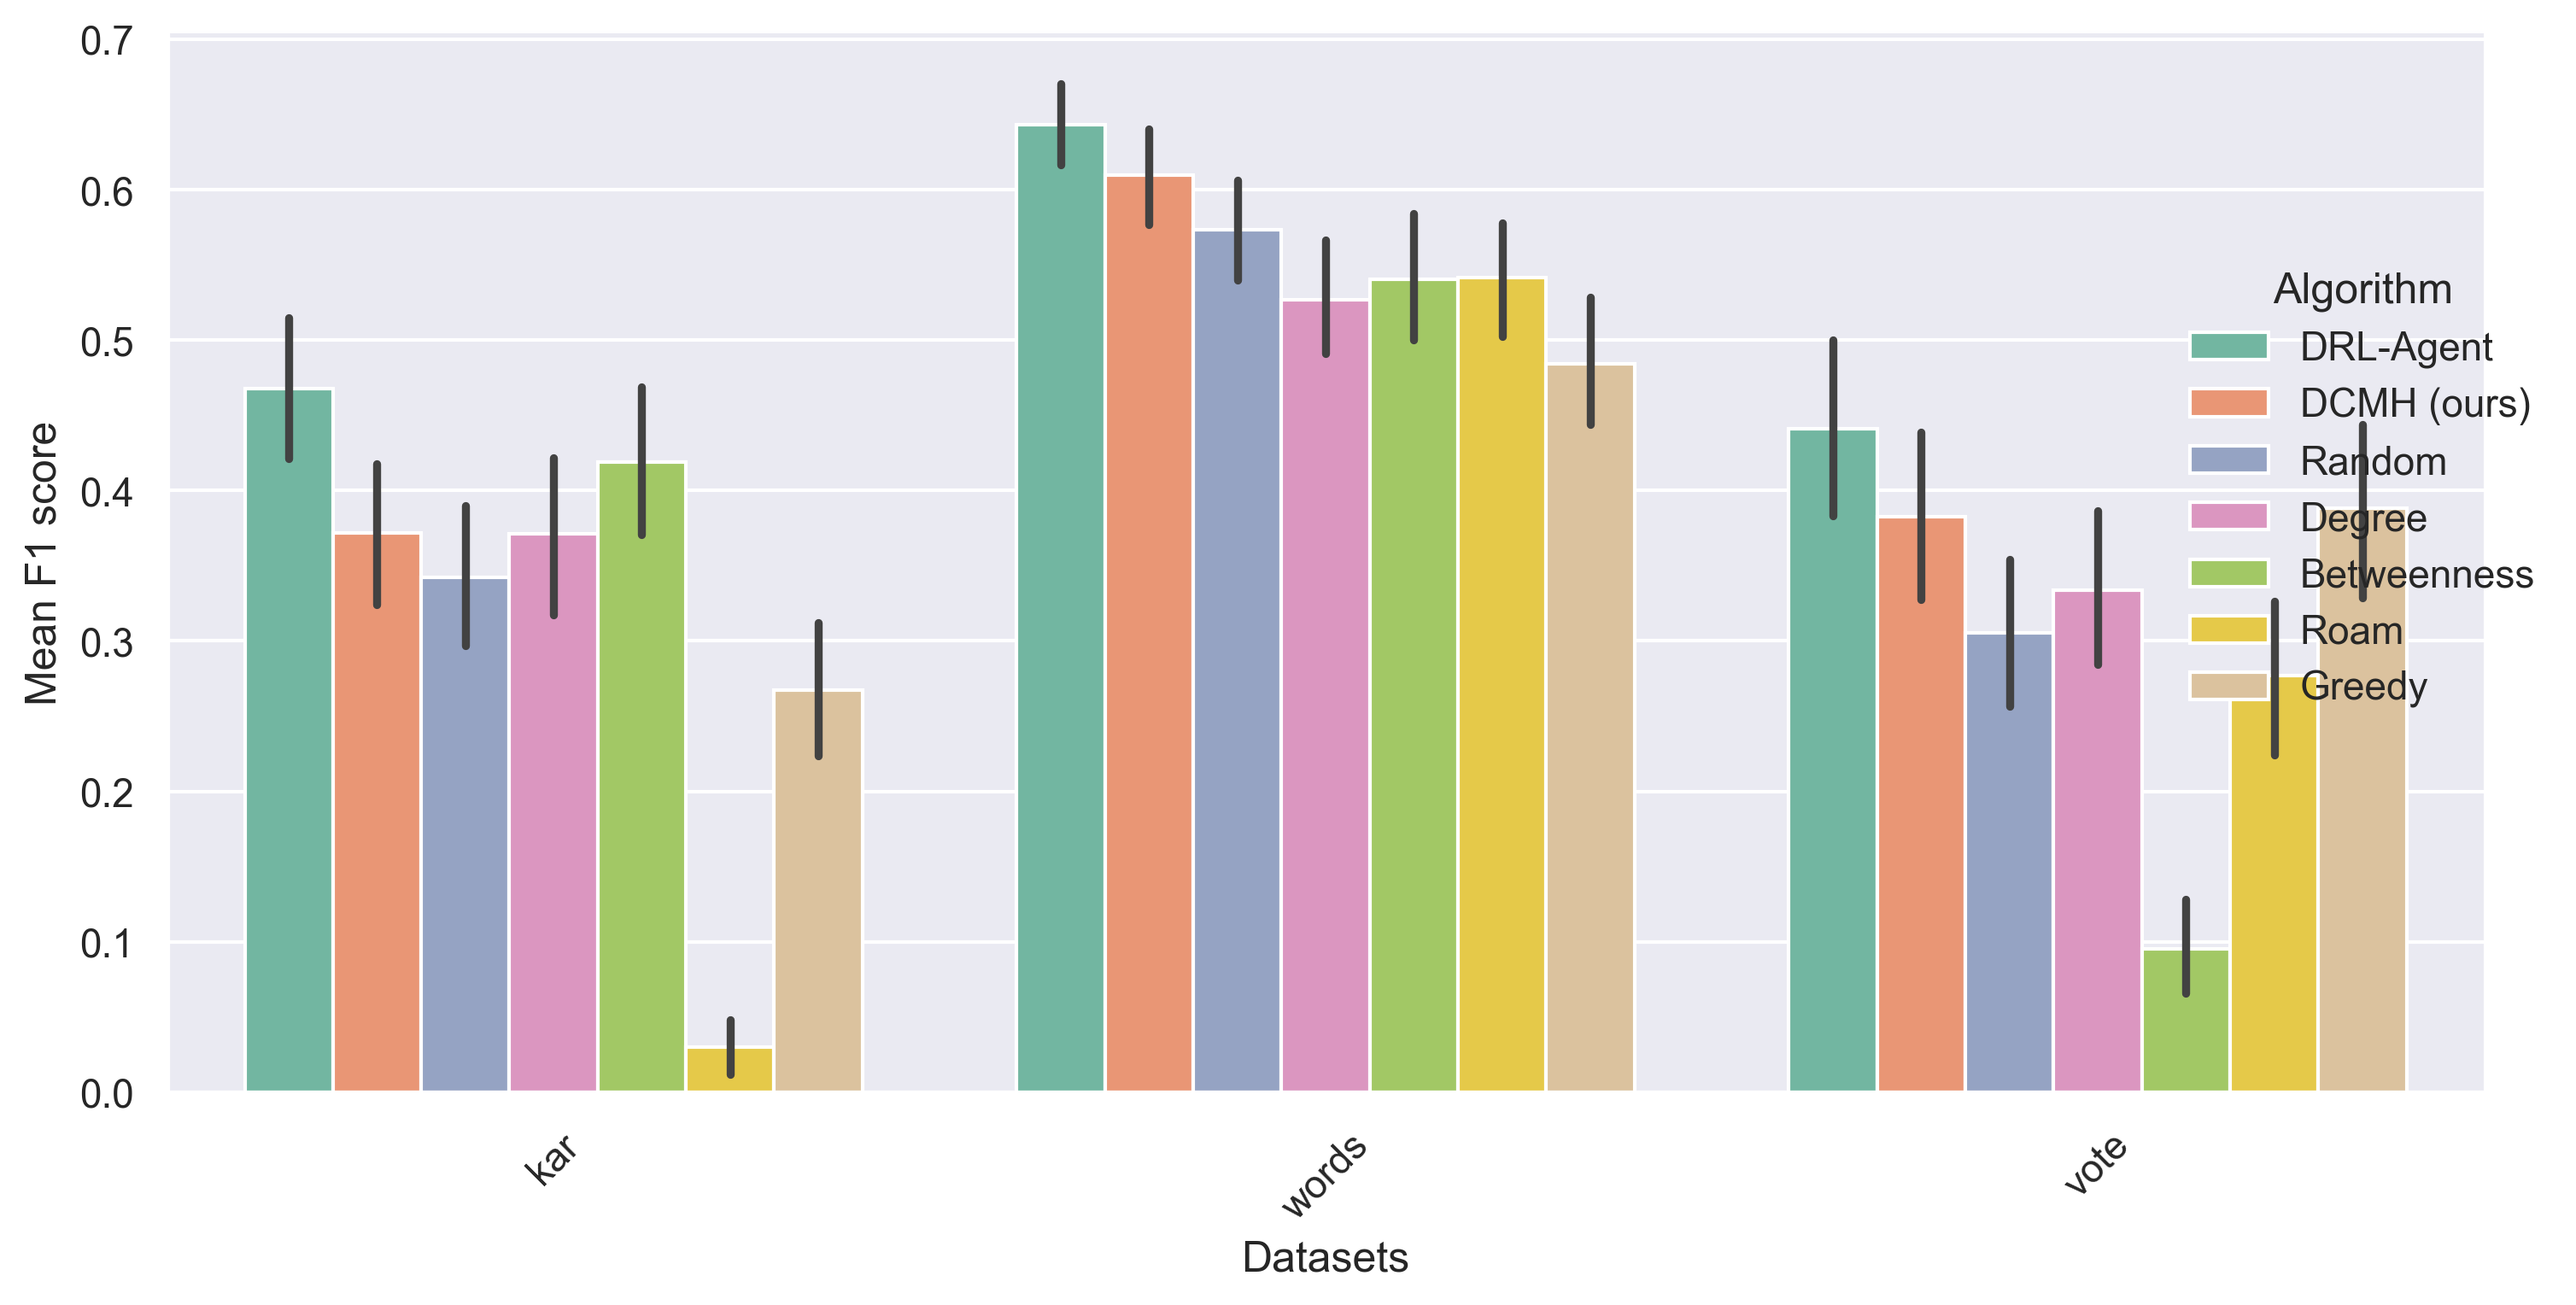 Mean F1 score
0.7
0.6
0.5
0.4
0.3
0.2
0.1
0.0
Algorithm
DRL-Agent
DCMH (ours)
Random
Degree
Betweenness
Roam
Greedy
kar
words
vote
Datasets